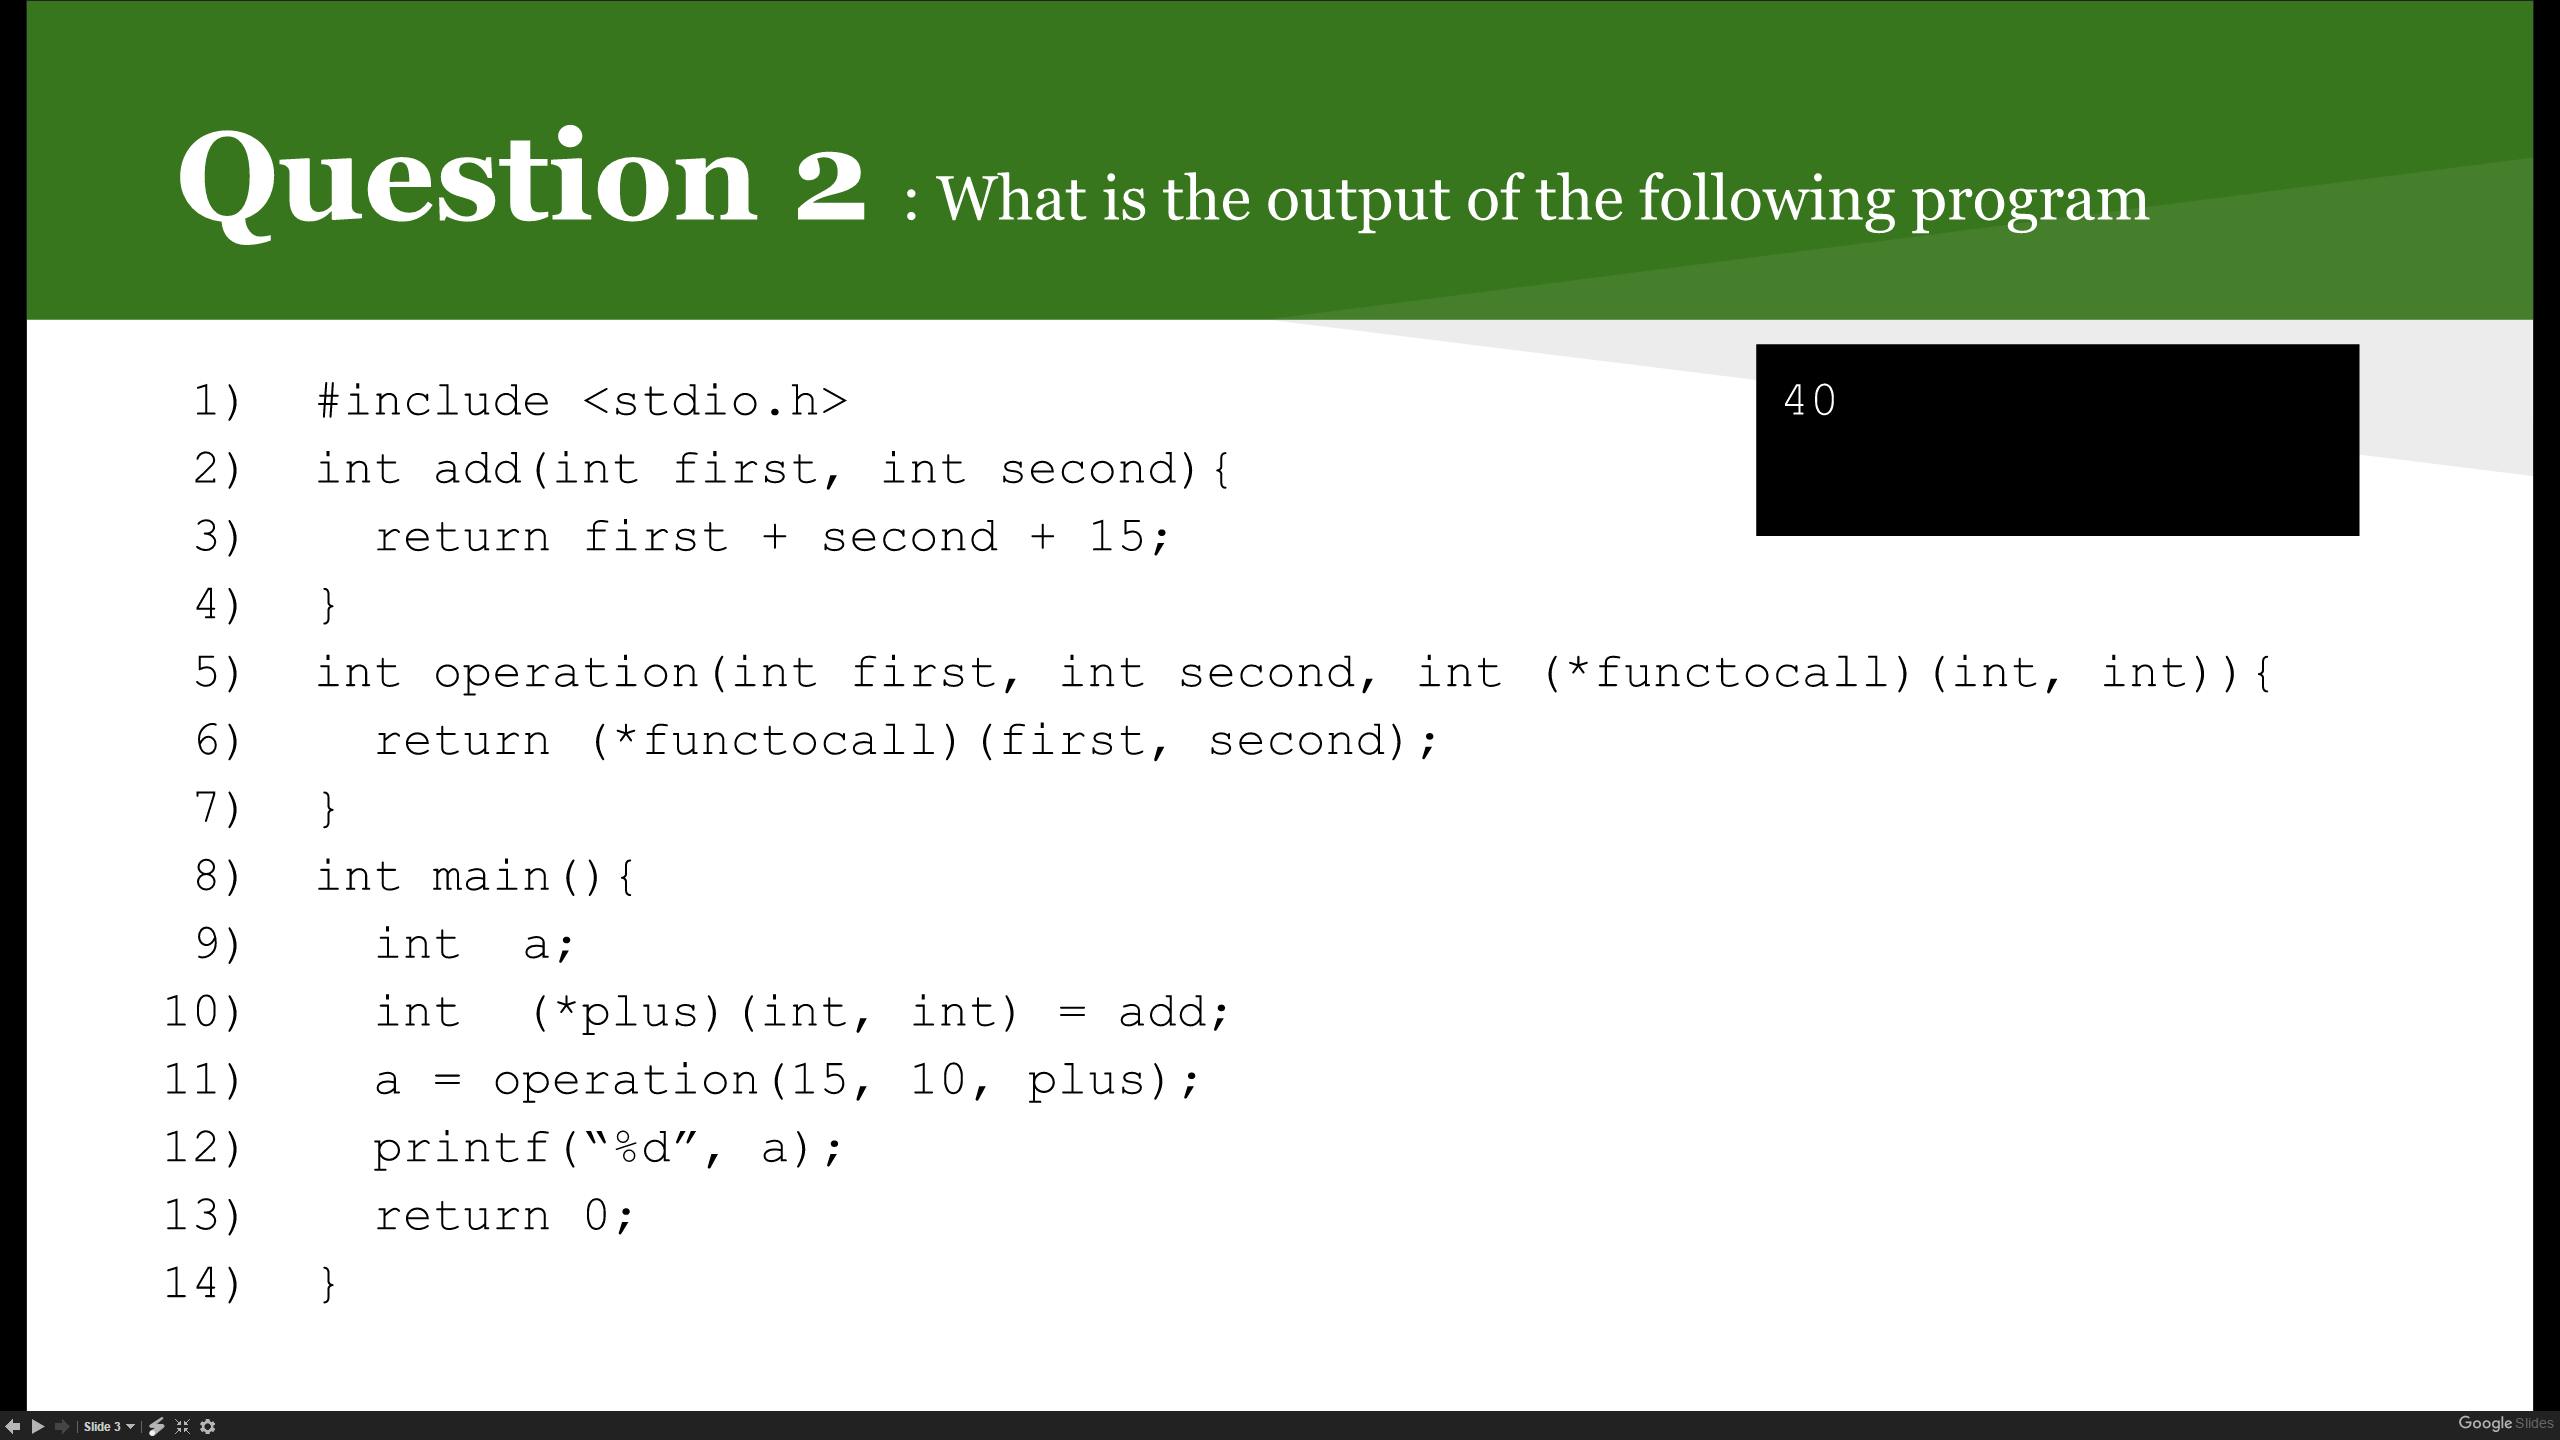 Question 2 : What is the output of the following program
40
1) #include <stdio.h>
2) int add(int first, int second){
3)   return first + second + 15;
4) }
5) int operation(int first, int second, int (*functocall)(int, int)){
6)   return (*functocall)(first, second);
7) }
8) int main(){
9)   int  a;
10)   int  (*plus)(int, int) = add;
11)   a = operation(15, 10, plus);
12)   printf(“%d”, a);
13)   return 0;
14) }
Slide 3
Google Slides